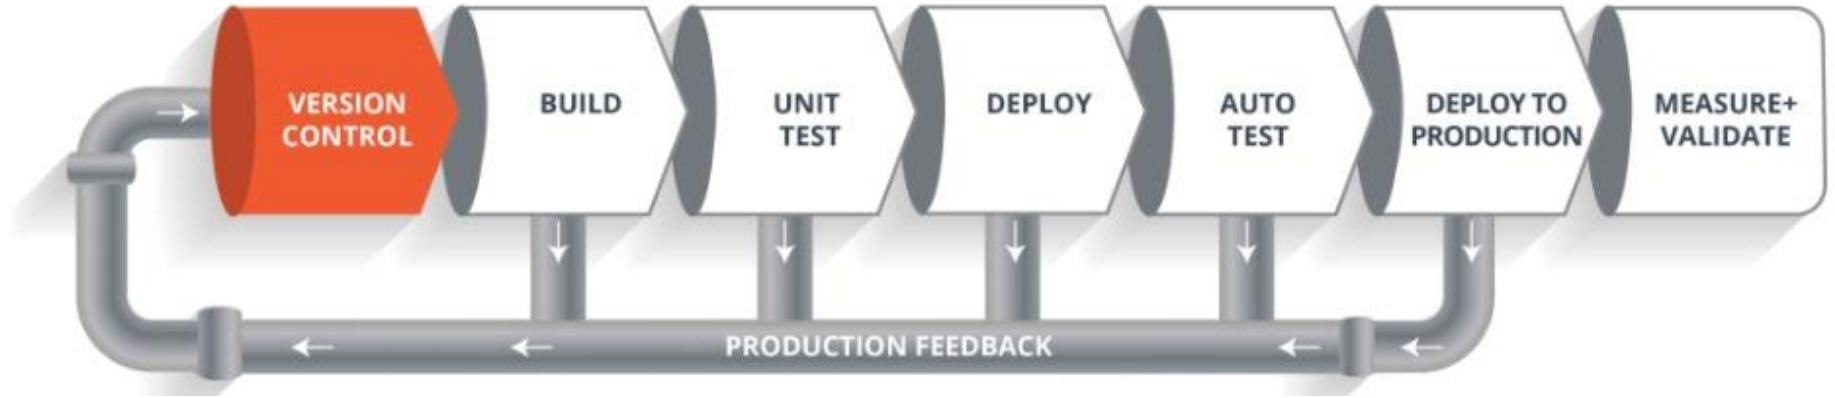 VERSION
CONTROL
BUILD
UNIT
TEST
DEPLOY
AUTO
TEST
DEPLOY TO
PRODUCTION
MEASURE+
VALIDATE
PRODUCTION FEEDBACK